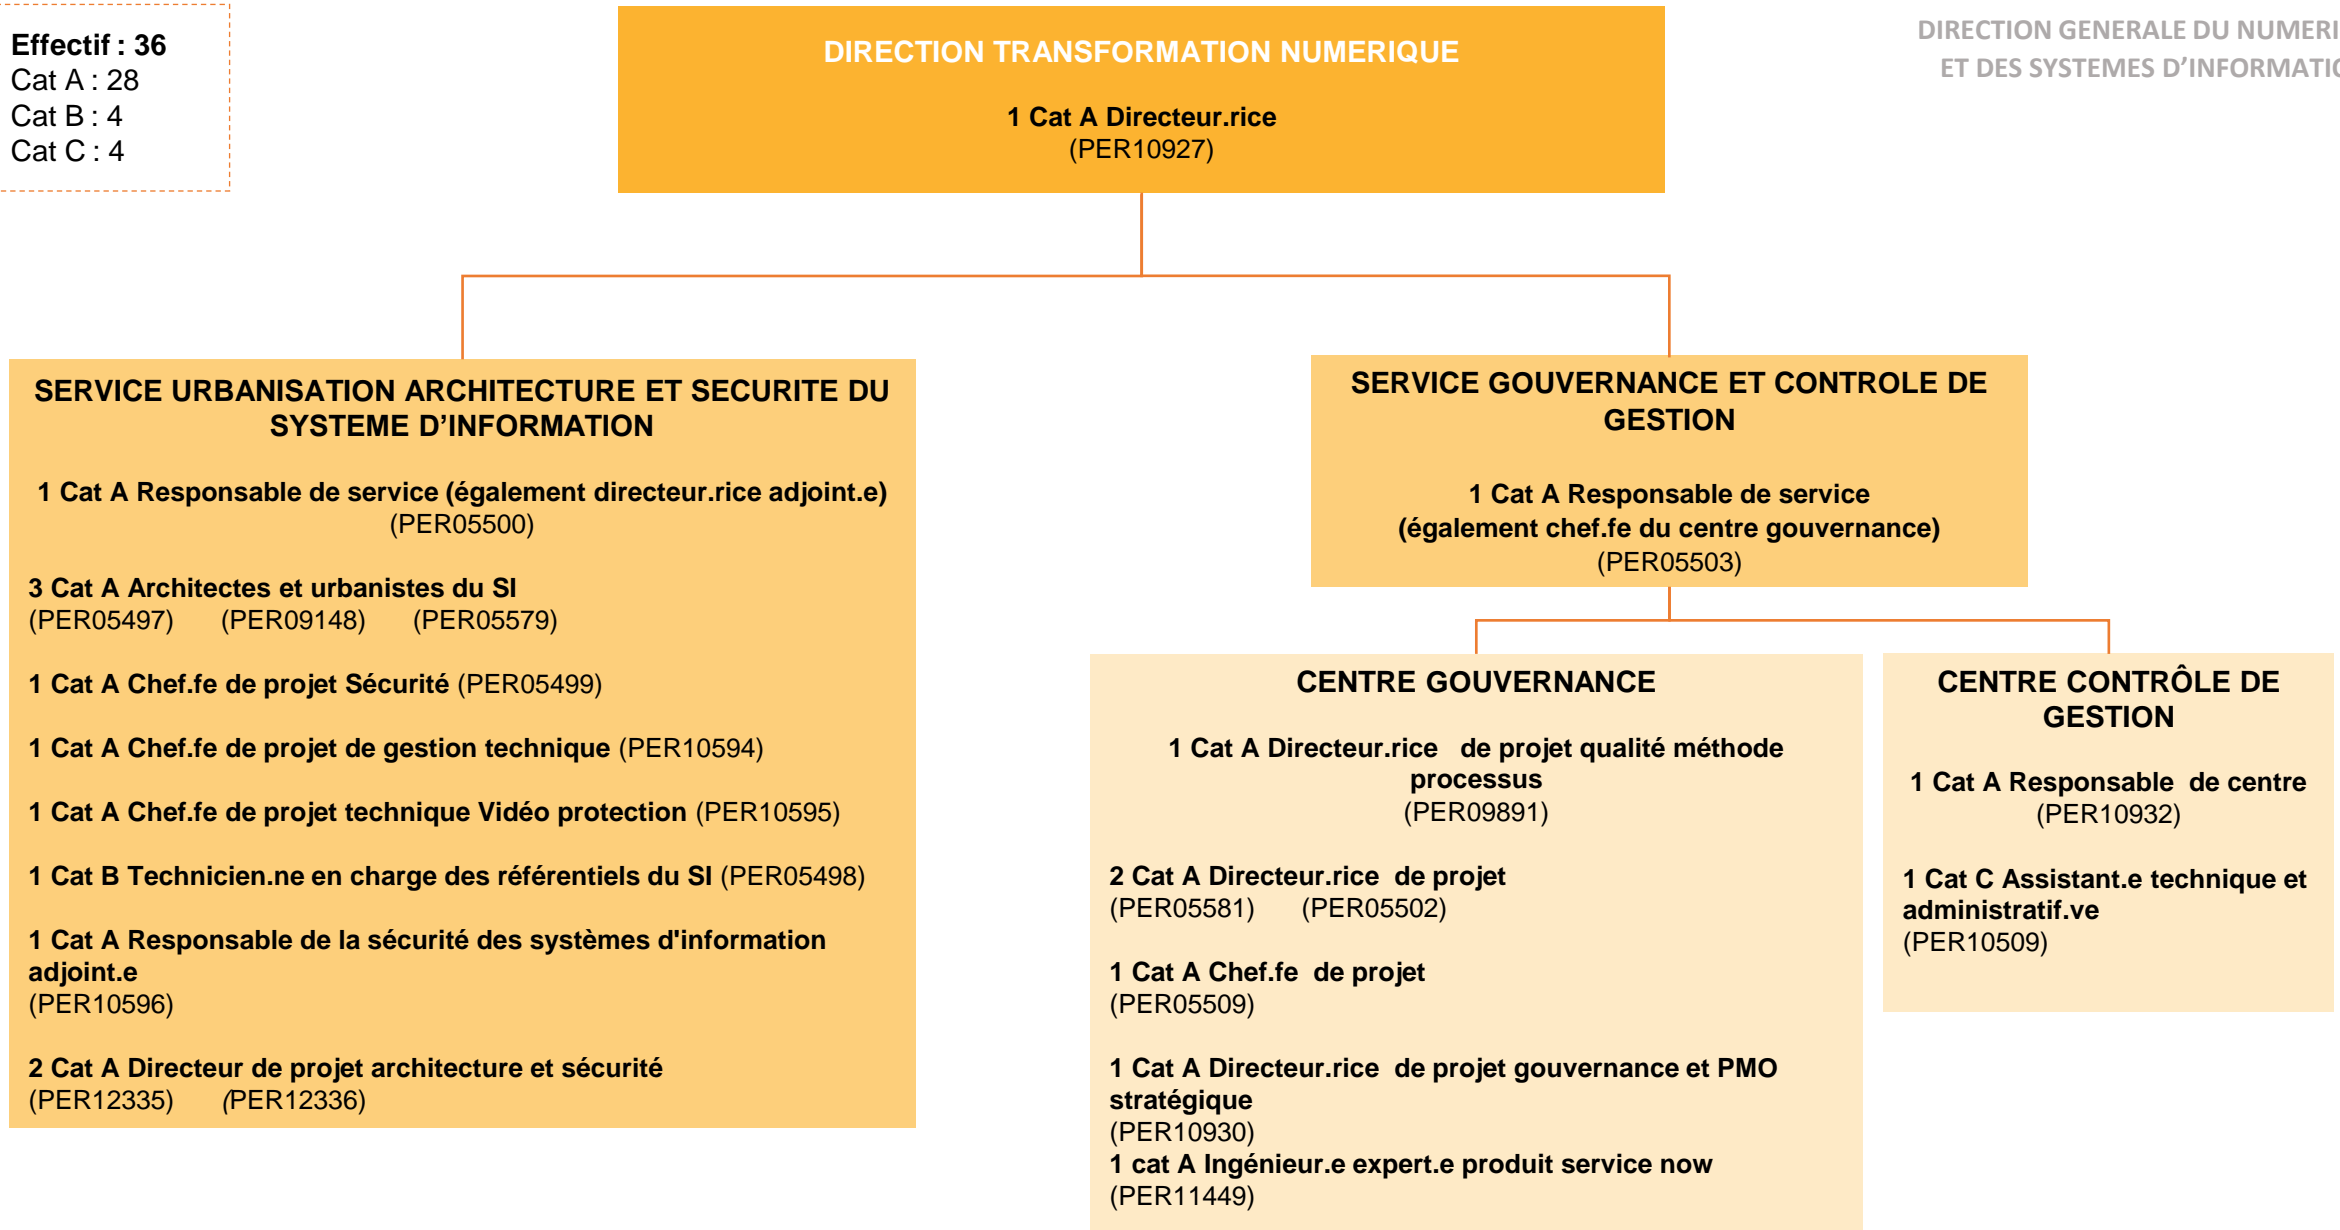 Effectif : 36
Cat A : 28
Cat B : 4
Cat C : 4
DIRECTION TRANSFORMATION NUMERIQUE
1 Cat A Directeur.rice
(PER10927)
DIRECTION GENERALE DU NUMERI
ET DES SYSTEMES D’INFORMATIO
SERVICE URBANISATION ARCHITECTURE ET SECURITE DU
SYSTEME D’INFORMATION
1 Cat A Responsable de service (également directeur.rice adjoint.e)
(PER05500)
3 Cat A Architectes et urbanistes du SI
(PER05497) (PER09148) (PER05579)
1 Cat A Chef.fe de projet Sécurité (PER05499)
1 Cat A Chef.fe de projet de gestion technique (PER10594)
1 Cat A Chef.fe de projet technique Vidéo protection (PER10595)
1 Cat B Technicien.ne en charge des référentiels du SI (PER05498)
1 Cat A Responsable de la sécurité des systèmes d'information
adjoint.e
(PER10596)
2 Cat A Directeur de projet architecture et sécurité
(PER12335) (PER12336)
SERVICE GOUVERNANCE ET CONTROLE DE
GESTION
1 Cat A Responsable de service
(également chef.fe du centre gouvernance)
(PER05503)
CENTRE GOUVERNANCE
1 Cat A Directeur.rice de projet qualité méthode
processus
(PER09891)
2 Cat A Directeur.rice de projet
(PER05581) (PER05502)
1 Cat A Chef.fe de projet
(PER05509)
1 Cat A Directeur.rice de projet gouvernance et PMO
stratégique
(PER10930)
1 cat A Ingénieur.e expert.e produit service now
(PER11449)
CENTRE CONTRÔLE DE
GESTION
1 Cat A Responsable de centre
(PER10932)
1 Cat C Assistant.e technique et
administratif.ve
(PER10509)